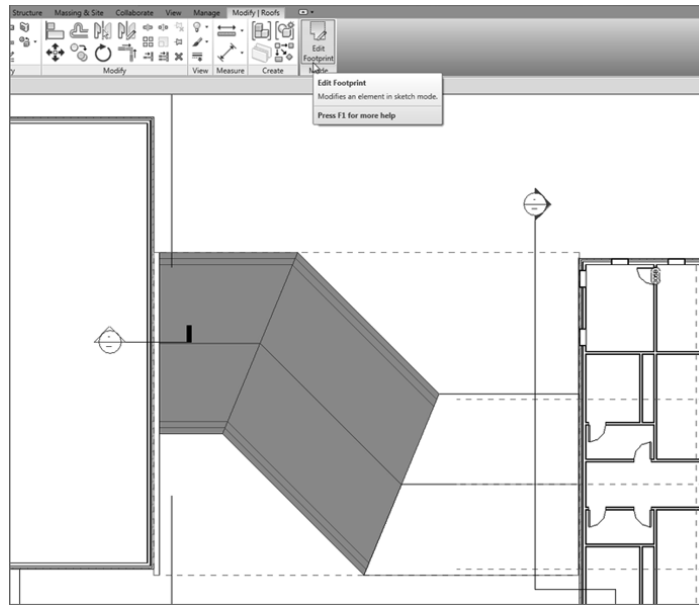 Structure Massing & Site Collaborate View Manage Modify | Roofs
Edit
Footprint
Modify View Measure Create Mode
Edit Footprint
Modifies an element in sketch mode.
Press F1 for more help